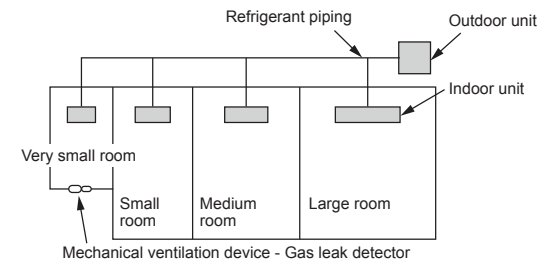 Refrigerant piping
Outdoor unit
Indoor unit
Very small room
Small
room
Medium
room
Large room
Mechanical ventilation device - Gas leak detector